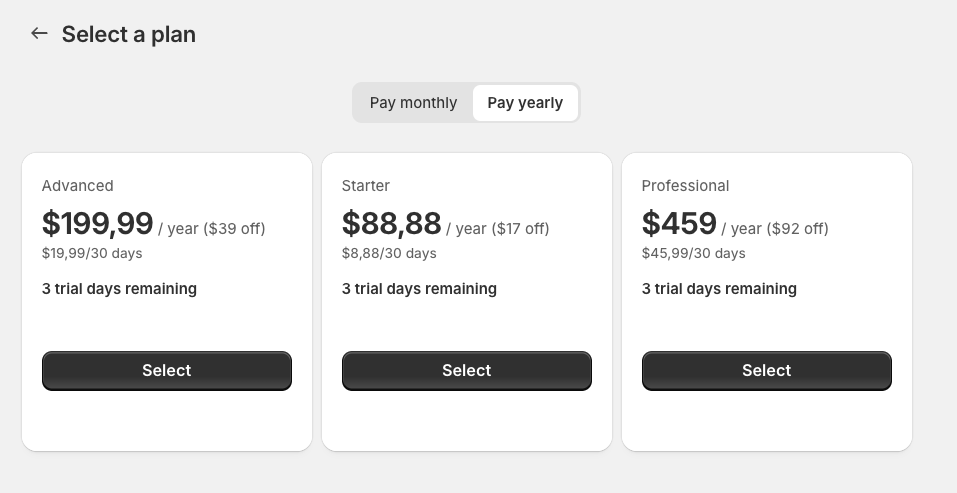 Select a plan
Pay monthly
Pay yearly
Advanced
$199,99 / year ($39 off)
$19,99/30 days
3 trial days remaining
Select
Starter
$88,88 / year ($17 off)
$8,88/30 days
3 trial days remaining
Select
Professional
$459 / year ($92 off)
$45,99/30 days
3 trial days remaining
Select